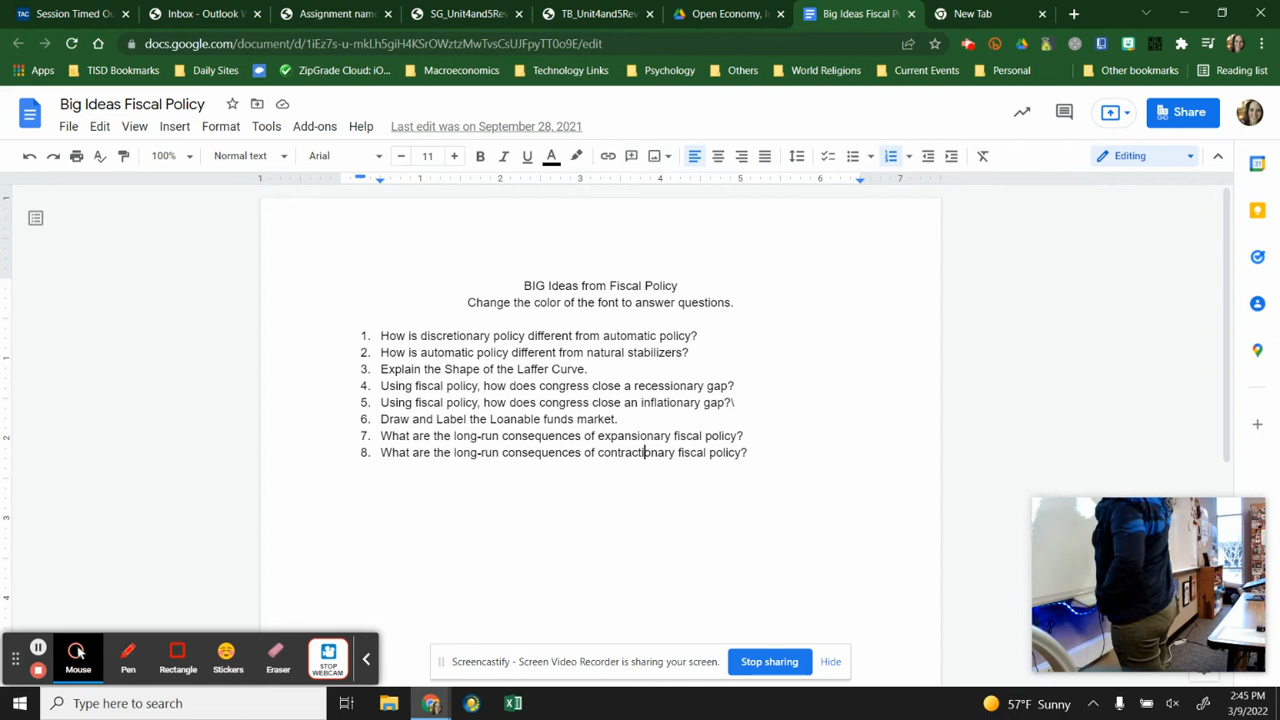 Session Timed Ou
Inbox - Outlook W
Assignment name
SG_Unit4and5Rev
TB_Unit4and5Rev
Open Economy, I
Big Ideas Fiscal P
New Tab
docs.google.com/document/d/1iEz7s-u-mkLh5giH4KSrOWztzMwTvsCsUJFpyTT0o9E/edit
Apps
TISD Bookmarks
Daily Sites
ZipGrade Cloud: iO...
Macroeconomics
Technology Links
Psychology
Others
World Religions
Current Events
Personal
Other bookmarks
Reading list
Big Ideas Fiscal Policy
File Edit View Insert Format Tools Add-ons Help Last edit was on September 28, 2021
Share
100% Normal text Arial 11
Editing
BIG Ideas from Fiscal Policy
Change the color of the font to answer questions.
1. How is discretionary policy different from automatic policy?
2. How is automatic policy different from natural stabilizers?
3. Explain the Shape of the Laffer Curve.
4. Using fiscal policy, how does congress close a recessionary gap?
5. Using fiscal policy, how does congress close an inflationary gap?\
6. Draw and Label the Loanable funds market.
7. What are the long-run consequences of expansionary fiscal policy?
8. What are the long-run consequences of contractionary fiscal policy?
Mouse
Pen
Rectangle
Stickers
Eraser
STOP
WEBCAM
Screencastify - Screen Video Recorder is sharing your screen.
Stop sharing
Hide
Type here to search
57°F Sunny
2:45 PM
3/9/2022